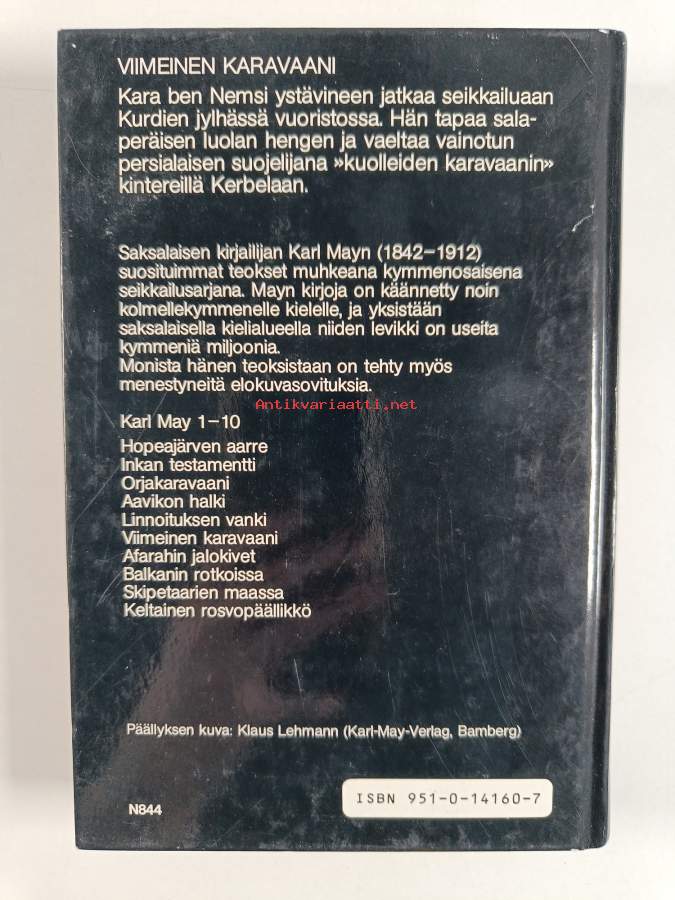 VIIMEINEN KARAVAANI
Kara ben Nemsi ystävineen jatkaa seikkailuaan
Kurdien jylhässä vuoristossa. Hän tapaa sala-
peräisen luolan hengen ja vaeltaa vainotun
persialaisen suojelijana »kuolleiden karavaanin»
kintereillä Kerbelaan.
Saksalaisen kirjailijan Karl Mayn (1842–1912)
suosituimmat teokset muhkeana kymmenosaisena
seikkailusarjana. Mayn kirjoja on käännetty noin
kolmellekymmenelle kielelle, ja yksistään
saksalaisella kielialueella niiden levikki on useita
kymmeniä miljoonia.
Monista hänen teoksistaan on tehty myös
menestyneitä elokuvasovituksia.
Antikvariaatti.net
Karl May 1–10
Hopeajärven aarre
Inkan testamentti
Orjakaravaani
Aavikon halki
Linnoituksen vanki
Viimeinen karavaani
Afarahin jalokivet
Balkanin rotkoissa
Skipetaarien maassa
Keltainen rosvopäällikkö
Päällyksen kuva: Klaus Lehmann (Karl-May-Verlag, Bamberg)
ISBN 951-0-14160-7
N844